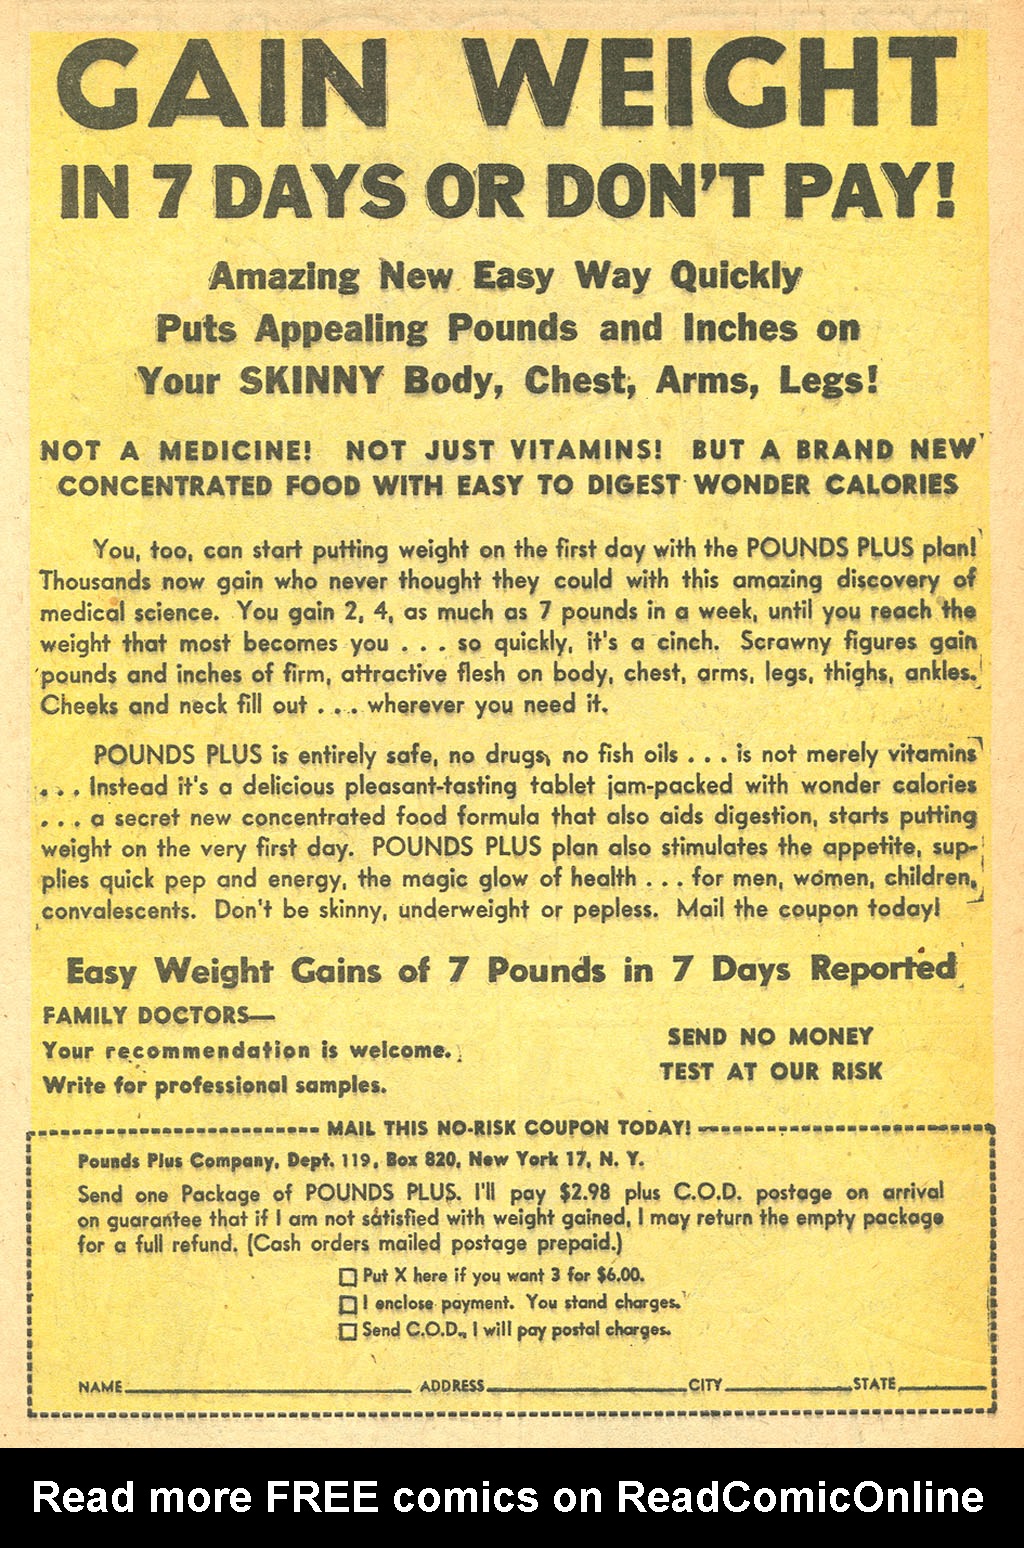 GAIN WEIGHT
IN 7 DAYS OR DON'T PAY!
Amazing New Easy Way Quickly
Puts Appealing Pounds and Inches on
Your SKINNY Body, Chest, Arms, Legs!
NOT A MEDICINE! NOT JUST VITAMINS! BUT A BRAND NEW
CONCENTRATED FOOD WITH EASY TO DIGEST WONDER CALORIES
You, too, can start putting weight on the first day with the POUNDS PLUS plan!
Thousands now gain who never thought they could with this amazing discovery of
medical science. You gain 2, 4, as much as 7 pounds in a week, until you reach the
weight that most becomes you . . . so quickly, it's a cinch. Scrawny figures gain
pounds and inches of firm, attractive flesh on body, chest, arms, legs, thighs, ankles.
Cheeks and neck fill out . . . wherever you need it.
POUNDS PLUS is entirely safe, no drugs, no fish oils . . . is not merely vitamins
. . . Instead it's a delicious pleasant-tasting tablet jam-packed with wonder calories
. . . a secret new concentrated food formula that also aids digestion, starts putting
weight on the very first day. POUNDS PLUS plan also stimulates the appetite, sup-
plies quick pep and energy, the magic glow of health . . . for men, women, children,
convalescents. Don't be skinny, underweight or pepless. Mail the coupon today!
Easy Weight Gains of 7 Pounds in 7 Days Reported
FAMILY DOCTORS—
Your recommendation is welcome.
Write for professional samples.
SEND NO MONEY
TEST AT OUR RISK
MAIL THIS NO-RISK COUPON TODAY!
Pounds Plus Company, Dept. 119, Box 820, New York 17, N. Y.
Send one Package of POUNDS PLUS. I'll pay $2.98 plus C.O.D. postage on arrival
on guarantee that if I am not satisfied with weight gained, I may return the empty package
for a full refund. (Cash orders mailed postage prepaid.)
Put X here if you want 3 for $6.00.
I enclose payment. You stand charges.
Send C.O.D., I will pay postal charges.
NAME ADDRESS CITY STATE
Read more FREE comics on ReadComicOnline